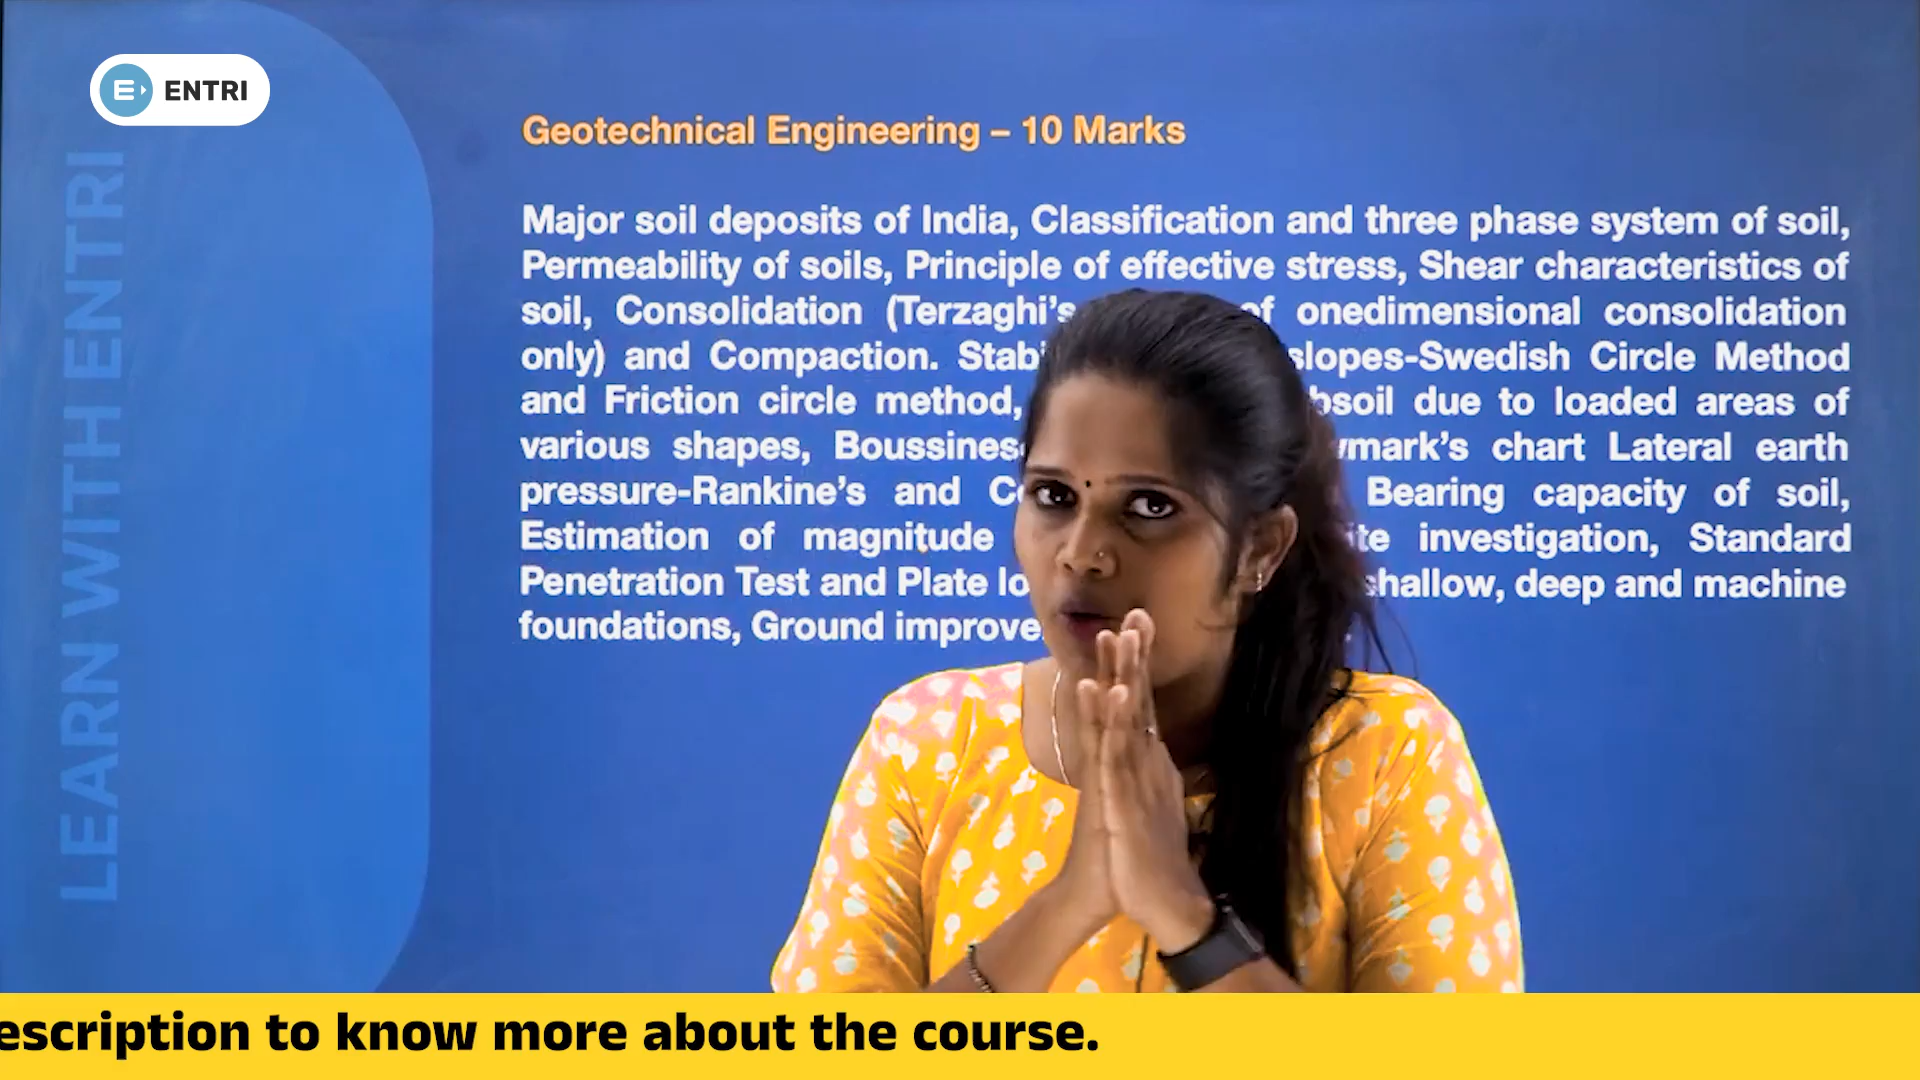 ENTRI
LEARN WITH ENTRI
Geotechnical Engineering – 10 Marks
Major soil deposits of India, Classification and three phase system of soil,
Permeability of soils, Principle of effective stress, Shear characteristics of
soil, Consolidation (Terzaghi's of onedimensional consolidation
only) and Compaction. slopes-Swedish Circle Method
and Friction circle method, due to loaded areas of
various shapes, chart Lateral earth
pressure-Rankine's and Bearing capacity of soil,
Estimation of magnitude investigation, Standard
Penetration Test and Plate shallow, deep and machine
foundations, Ground
to know more about the course.